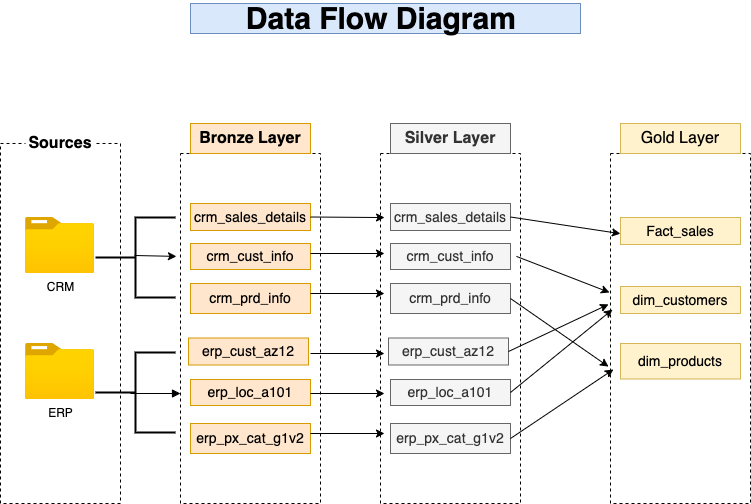 Data Flow Diagram
Sources
CRM
ERP
Bronze Layer
crm_sales_details
crm_cust_info
crm_prd_info
erp_cust_az12
erp_loc_a101
erp_px_cat_g1v2
Silver Layer
crm_sales_details
crm_cust_info
crm_prd_info
erp_cust_az12
erp_loc_a101
erp_px_cat_g1v2
Gold Layer
Fact_sales
dim_customers
dim_products